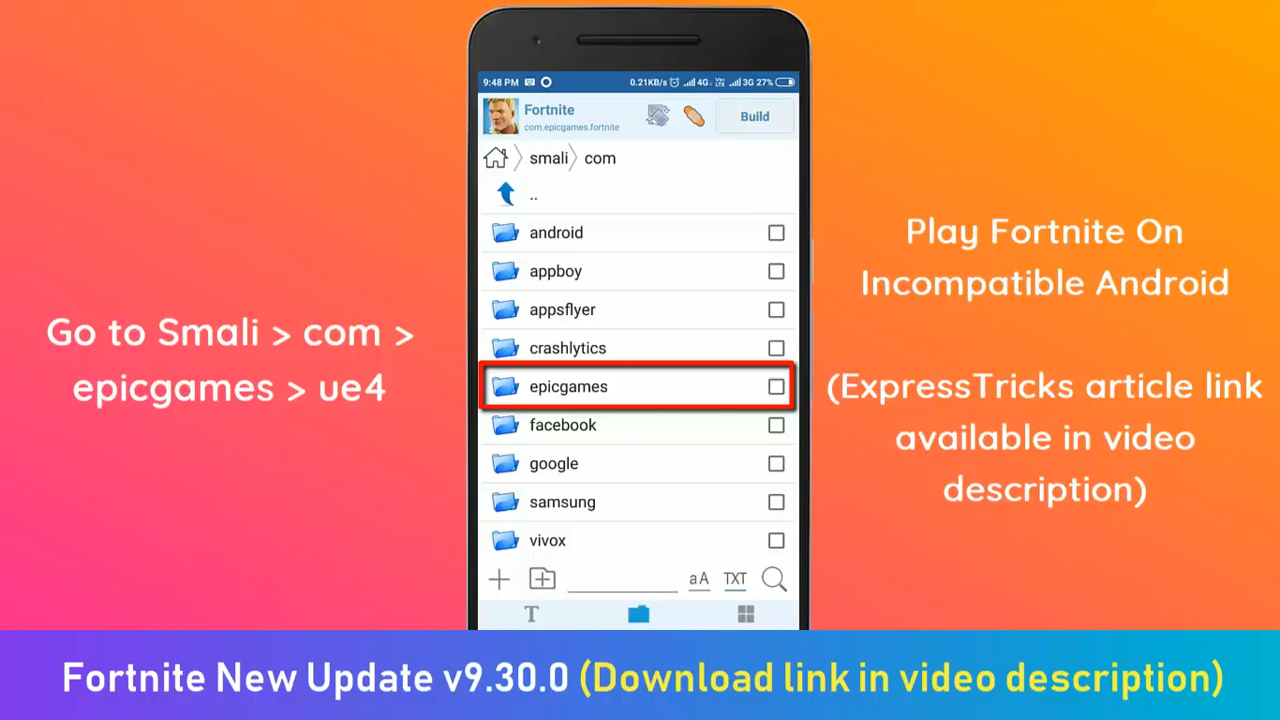 9:48 PM 0.21KB/s 4G 3G 27%
Fortnite
com.epicgames.fortnite
Build
smali com
..
android
appboy
appsflyer
crashlytics
epicgames
facebook
google
samsung
vivox
aA TXT
T
Go to Smali > com >
epicgames > ue4
Play Fortnite On
Incompatible Android
(ExpressTricks article link
available in video
description)
Fortnite New Update v9.30.0 (Download link in video description)